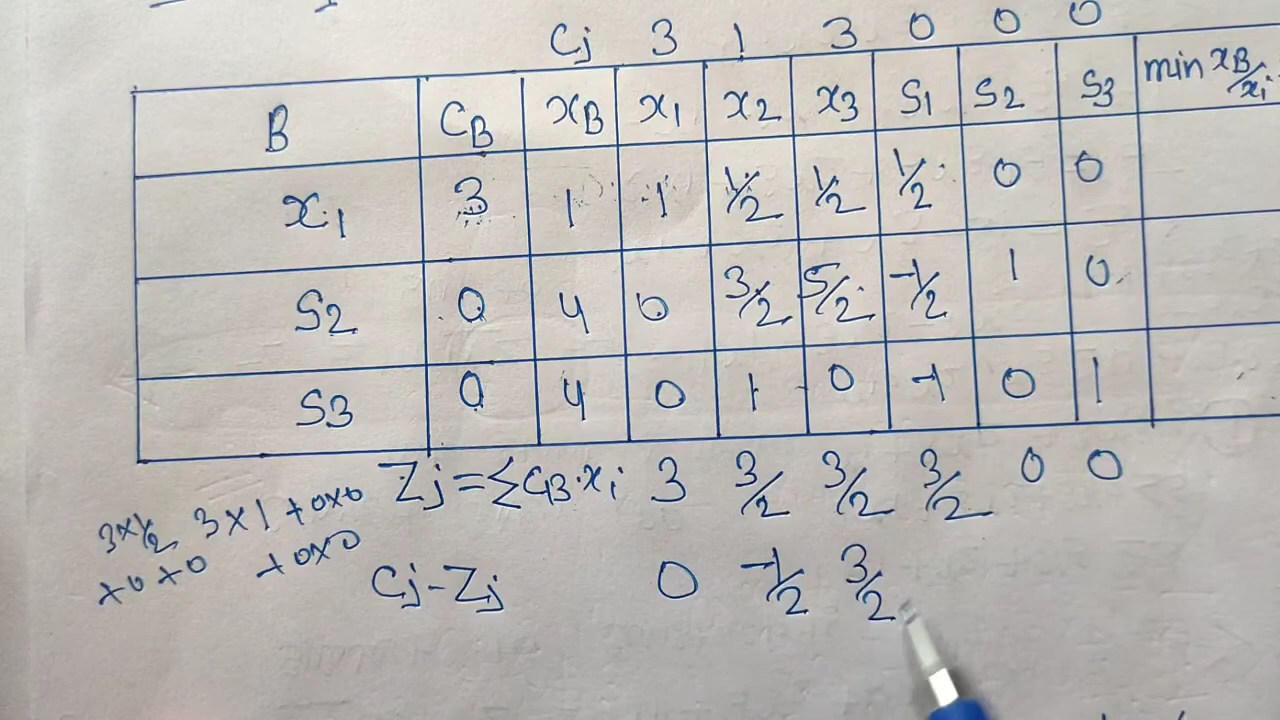 Cj 3 1 3 0 0 0
B CB xB x1 x2 x3 S1 S2 S3 min xB/xi
x1 3 1 1 1/2 1/2 1/2 0 0
S2 0 4 0 3/2 5/2 -1/2 1 0
S3 0 4 0 1 0 -1 0 1
Zj = ΣCB·xi 3 3/2 3/2 3/2 0 0
3×1/2 3×1+0×0
+0+0 +0×0
Cj-Zj 0 -1/2 3/2